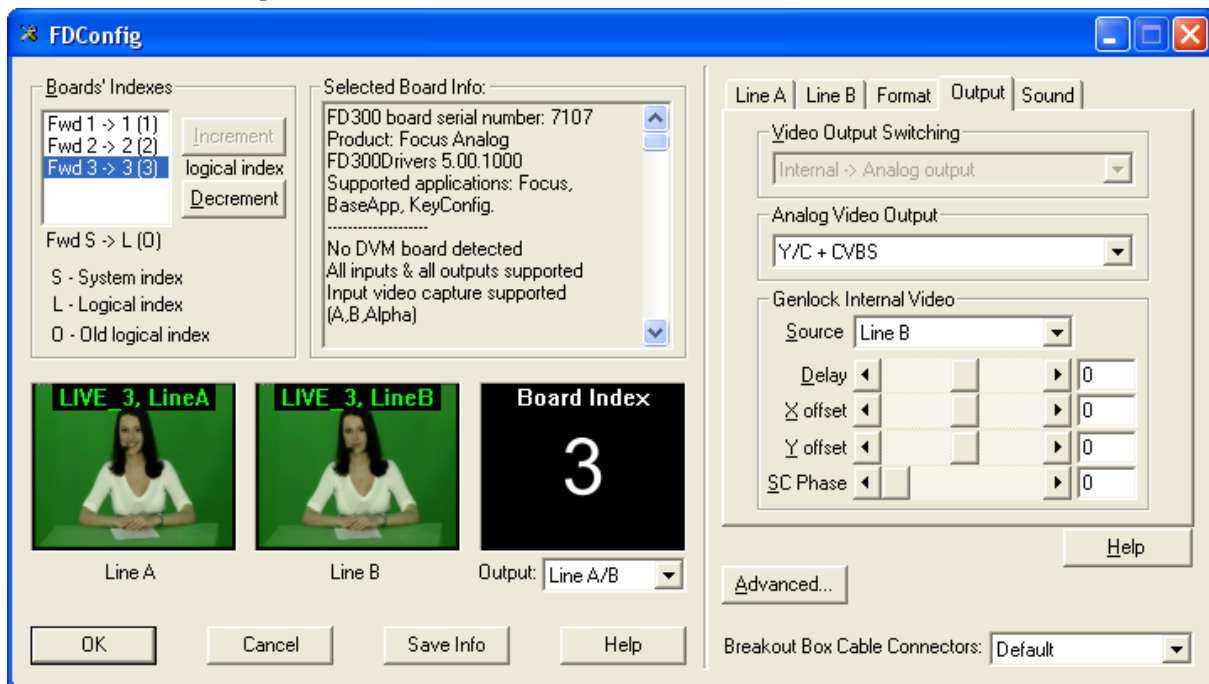 FDConfig
Boards' Indexes
Fwd 1 -> 1 (1)
Fwd 2 -> 2 (2)
Fwd 3 -> 3 (3)
Increment
logical index
Decrement
Fwd S -> L (O)
S - System index
L - Logical index
O - Old logical index
Selected Board Info:
FD300 board serial number: 7107
Product: Focus Analog
FD300Drivers 5.00.1000
Supported applications: Focus,
BaseApp, KeyConfig.
--------------------
No DVM board detected
All inputs & all outputs supported
Input video capture supported
(A,B,Alpha)
LIVE_3, LineA
Line A
LIVE_3, LineB
Line B
Board Index
3
Output: Line A/B
OK
Cancel
Save Info
Help
Line A
Line B
Format
Output
Sound
Video Output Switching
Internal -> Analog output
Analog Video Output
Y/C + CVBS
Genlock Internal Video
Source Line B
Delay 0
X offset 0
Y offset 0
SC Phase 0
Help
Advanced...
Breakout Box Cable Connectors: Default